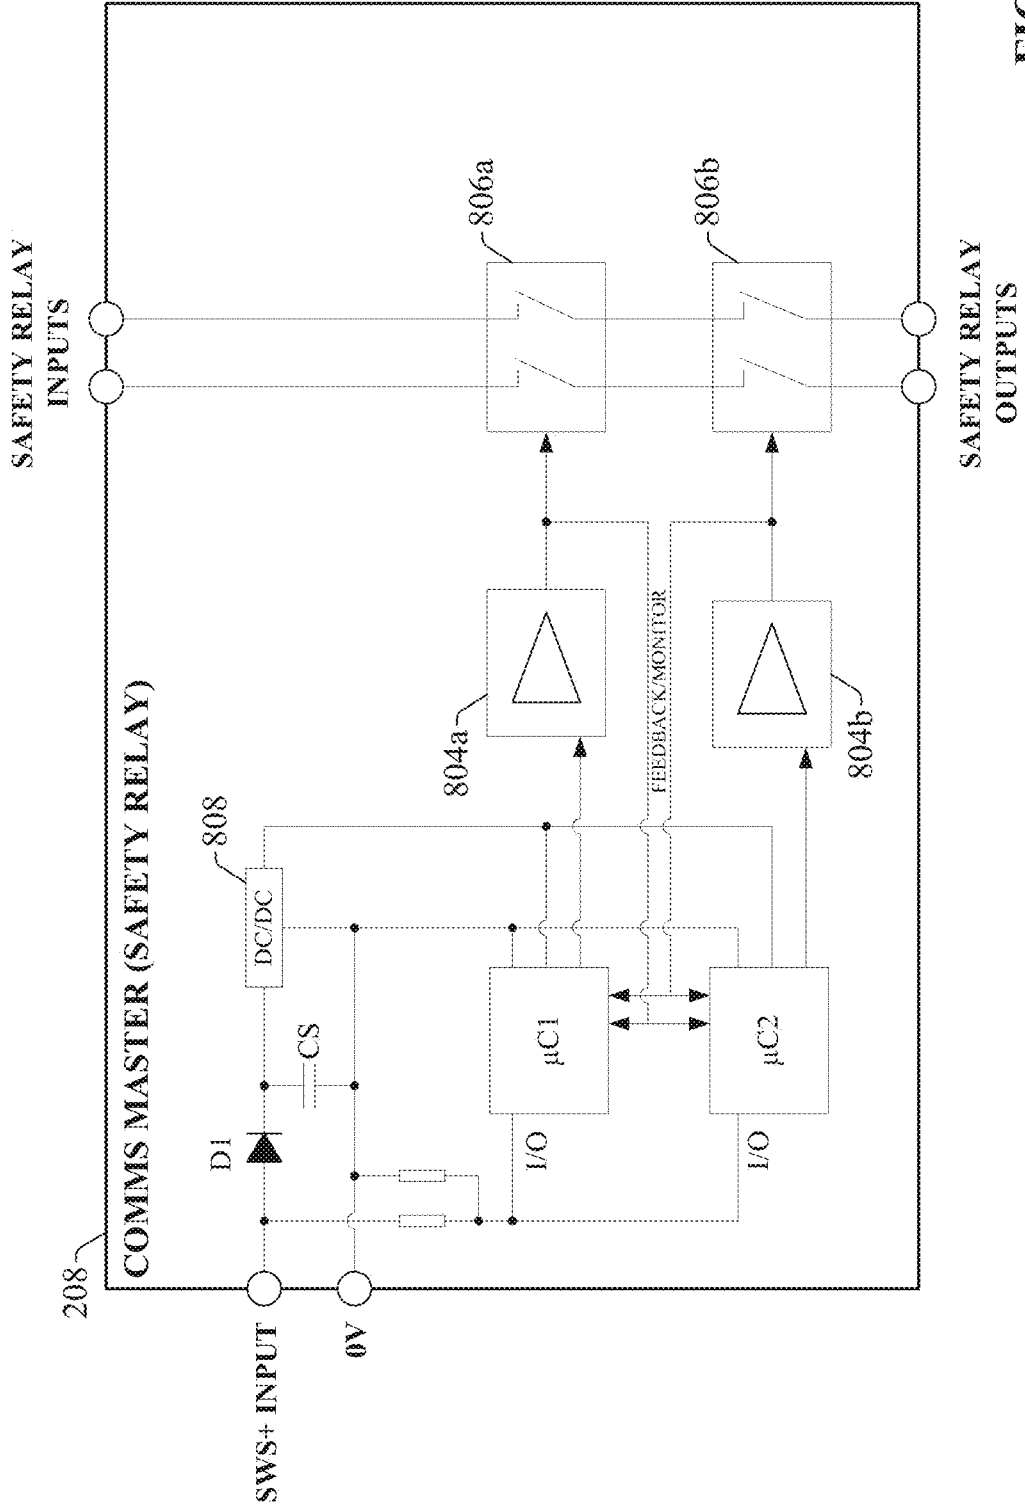 208
COMMS MASTER (SAFETY RELAY)
SWS+ INPUT
0V
D1
CS
DC/DC
808
I/O
µC1
I/O
µC2
804a
804b
FEEDBACK/MONITOR
806a
806b
SAFETY RELAY
INPUTS
SAFETY RELAY
OUTPUTS